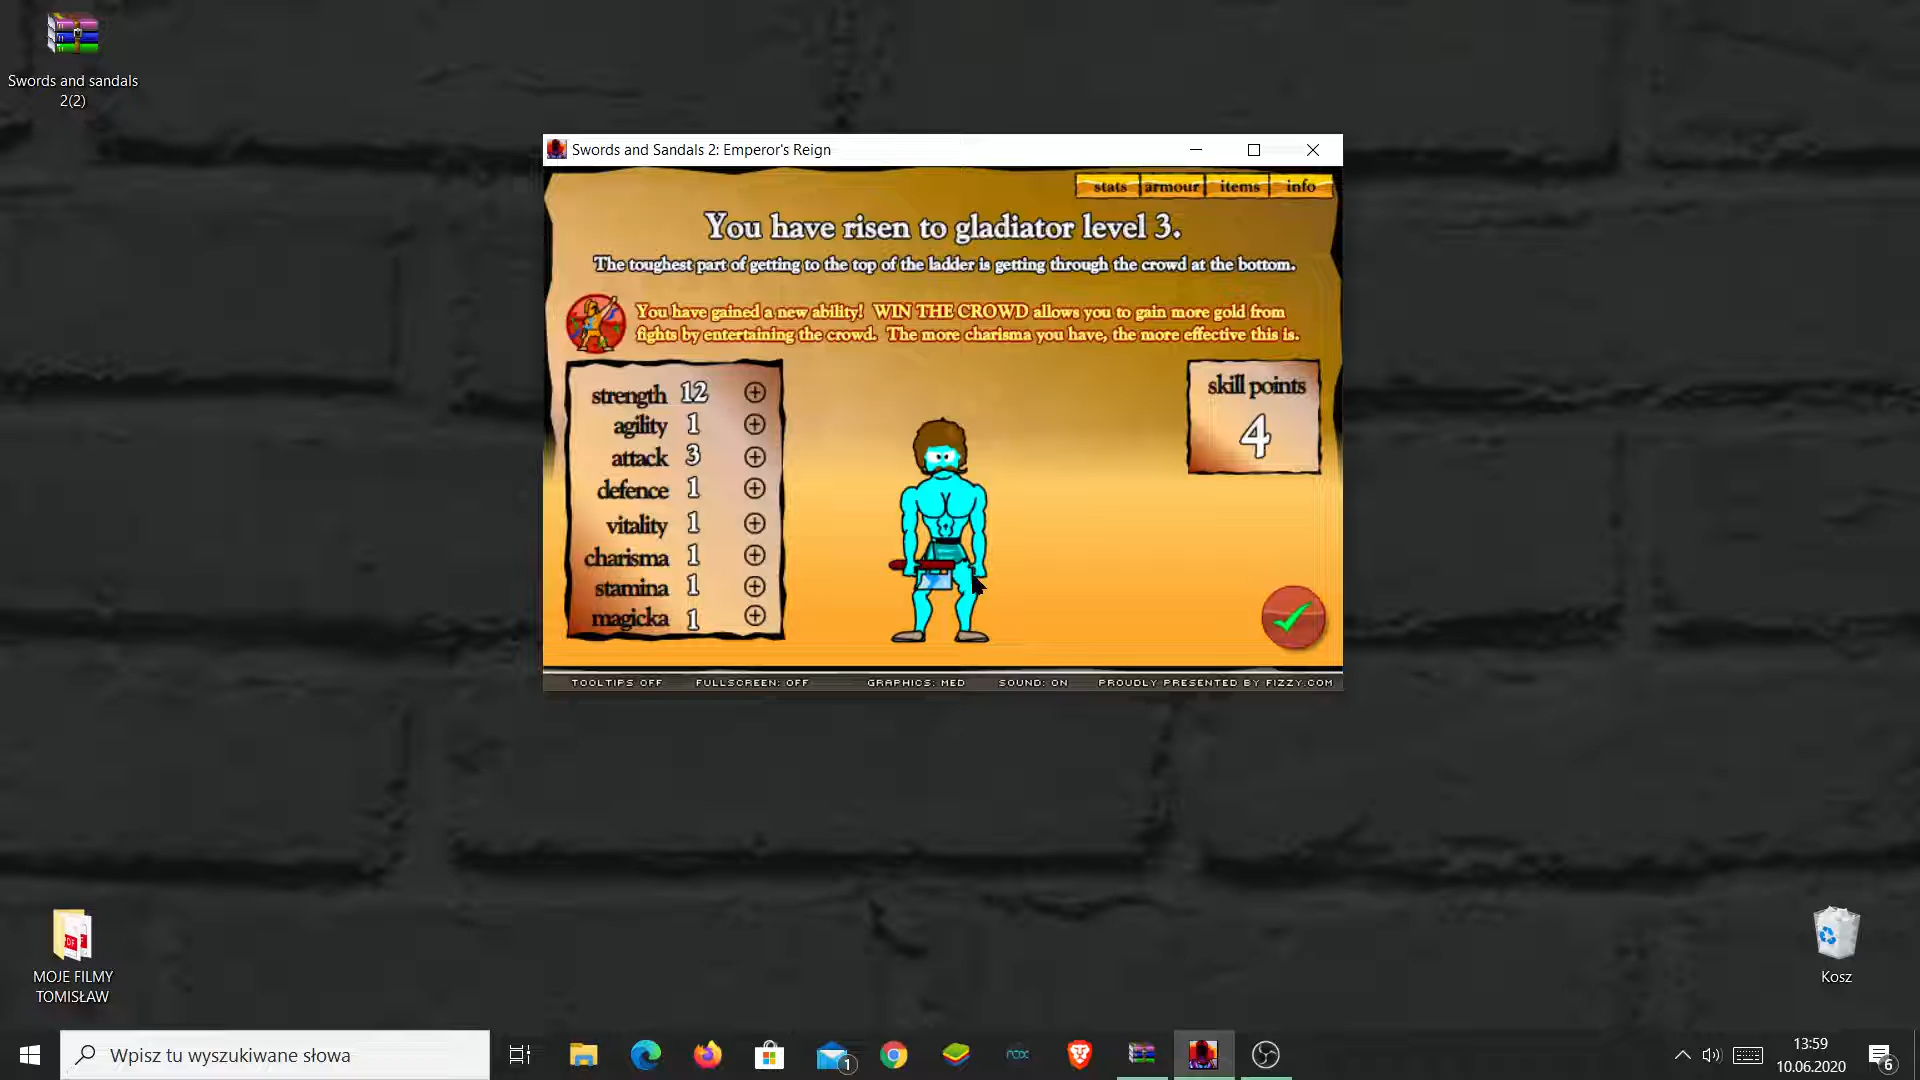 Swords and sandals
2(2)
Swords and Sandals 2: Emperor's Reign
stats armour items info
You have risen to gladiator level 3.
The toughest part of getting to the top of the ladder is getting through the crowd at the bottom.
You have gained a new ability! WIN THE CROWD allows you to gain more gold from
fights by entertaining the crowd. The more charisma you have, the more effective this is.
strength 12
agility 1
attack 3
defence 1
vitality 1
charisma 1
stamina 1
magicka 1
skill points
4
TOOLTIPS OFF FULLSCREEN: OFF GRAPHICS: MED SOUND: ON PROUDLY PRESENTED BY FIZZY.COM
PDF
MOJE FILMY
TOMISŁAW
Kosz
Wpisz tu wyszukiwane słowa
1
nox
13:59
10.06.2020
6